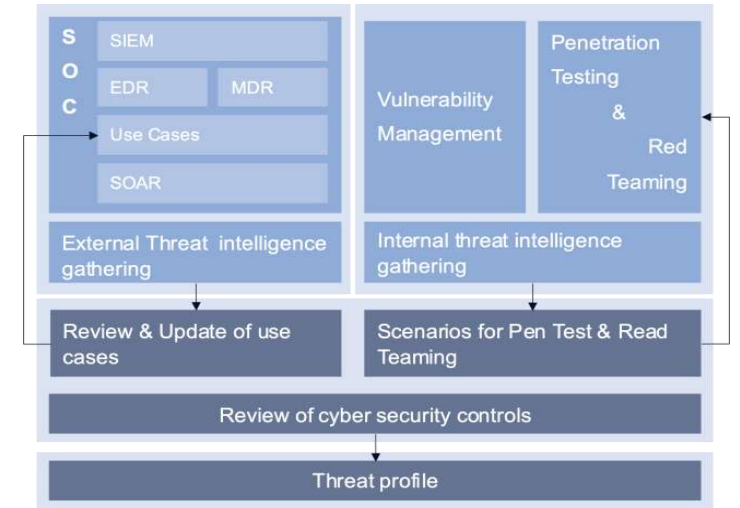 S
O
C
SIEM
EDR
MDR
Use Cases
SOAR
External Threat intelligence
gathering
Vulnerability
Management
Penetration
Testing
&
Red
Teaming
Internal threat intelligence
gathering
Review & Update of use
cases
Scenarios for Pen Test & Read
Teaming
Review of cyber security controls
Threat profile